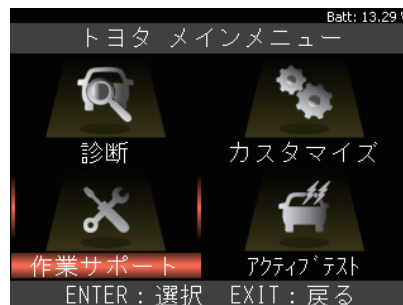 Batt: 13.29 V
トヨタ メインメニュー
診断
カスタマイズ
作業サポート
アクティブテスト
ENTER：選択 EXIT：戻る